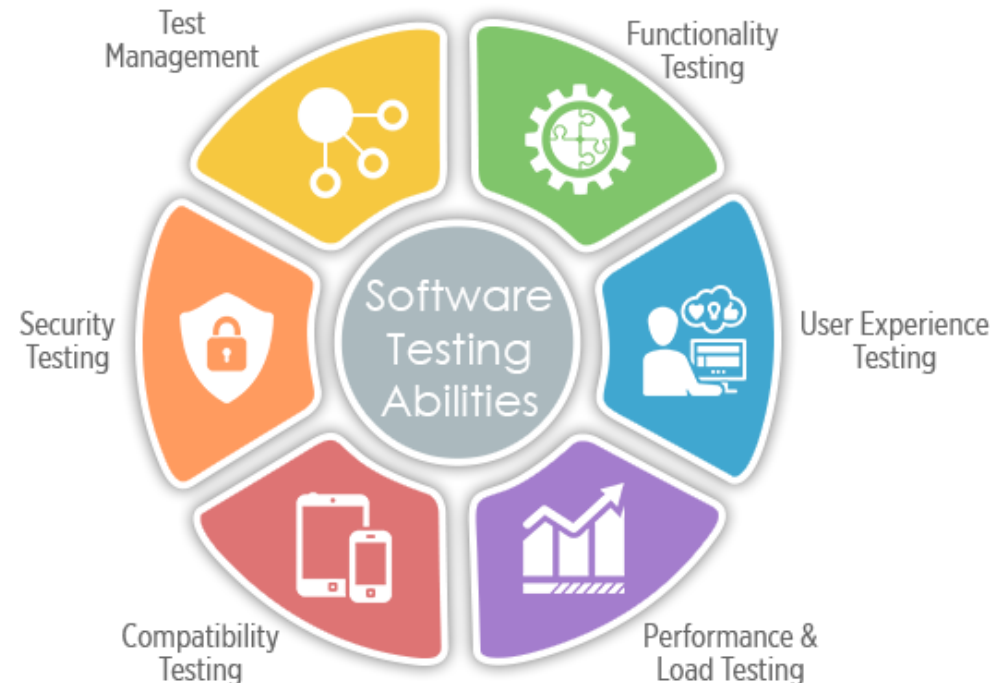 Test
Management
Functionality
Testing
Security
Testing
Software
Testing
Abilities
User Experience
Testing
Compatibility
Testing
Performance &
Load Testing